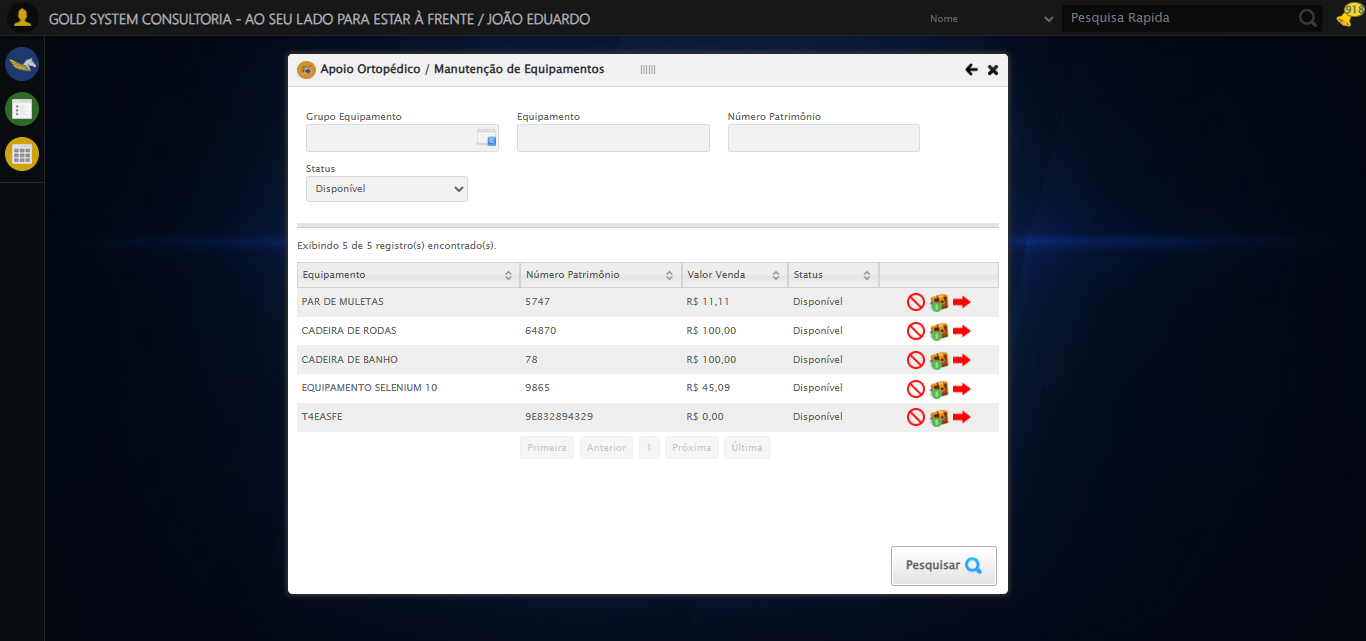 GOLD SYSTEM CONSULTORIA - AO SEU LADO PARA ESTAR À FRENTE / JOÃO EDUARDO
Nome
Pesquisa Rapida
918
Apoio Ortopédico / Manutenção de Equipamentos
Grupo Equipamento
Equipamento
Número Patrimônio
Status
Disponível
Exibindo 5 de 5 registro(s) encontrado(s).
Equipamento Número Patrimônio Valor Venda Status
PAR DE MULETAS 5747 R$ 11,11 Disponível
CADEIRA DE RODAS 64870 R$ 100,00 Disponível
CADEIRA DE BANHO 78 R$ 100,00 Disponível
EQUIPAMENTO SELENIUM 10 9865 R$ 45,09 Disponível
T4EASFE 9E832894329 R$ 0,00 Disponível
Primeira Anterior 1 Próxima Última
Pesquisar